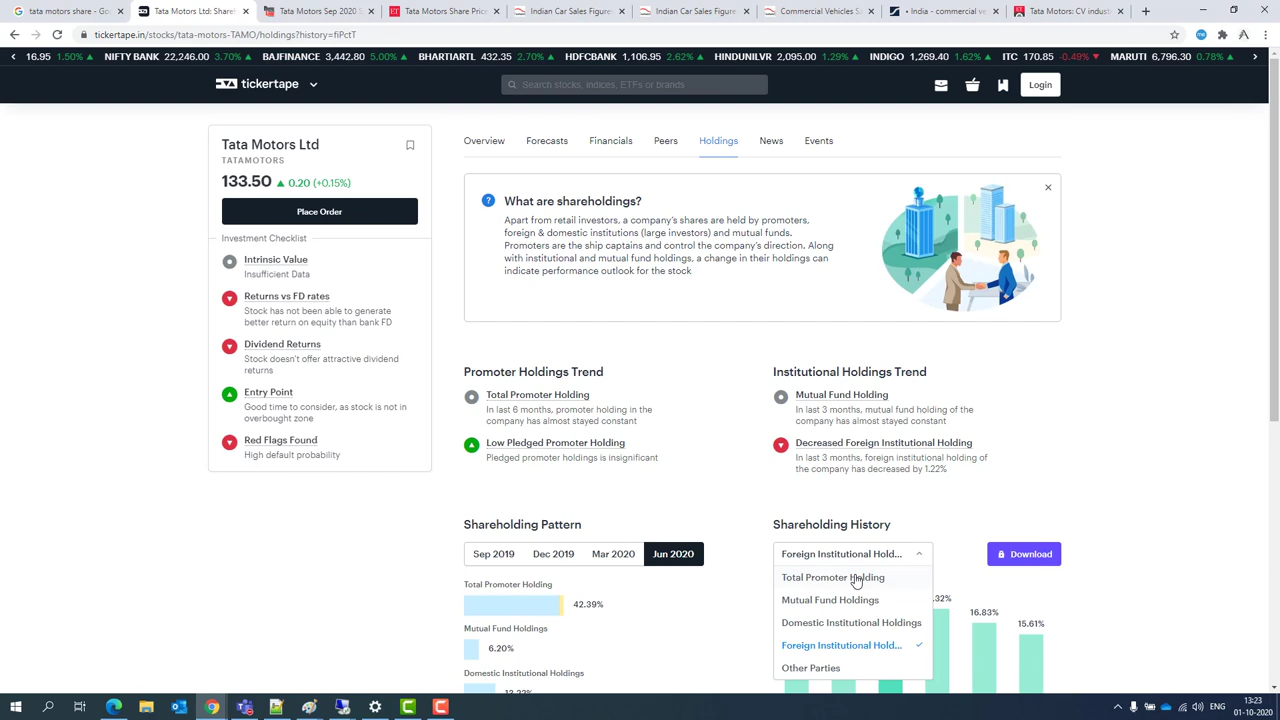 tata motors share - Goo
Tata Motors Ltd: Shareh
Tata Motors Sep 2020 S
Tata Motors Share Price
Indian Car Sales Figures
Indian Car Sales Figures
Commercial Vehicles Sal
• India – commercial ve
Tata Motors: CV industr
tickertape.in/stocks/tata-motors-TAMO/holdings?history=fiPctT
16.95 1.50% NIFTY BANK 22,246.00 3.70% BAJFINANCE 3,442.80 5.00% BHARTIARTL 432.35 2.70% HDFCBANK 1,106.95 2.62% HINDUNILVR 2,095.00 1.29% INDIGO 1,269.40 1.62% ITC 170.85 -0.49% MARUTI 6,796.30 0.78%
tickertape
Search stocks, indices, ETFs or brands
Login
Tata Motors Ltd
TATAMOTORS
133.50 0.20 (+0.15%)
Place Order
Investment Checklist
Intrinsic Value
Insufficient Data
Returns vs FD rates
Stock has not been able to generate
better return on equity than bank FD
Dividend Returns
Stock doesn't offer attractive dividend
returns
Entry Point
Good time to consider, as stock is not in
overbought zone
Red Flags Found
High default probability
Overview Forecasts Financials Peers Holdings News Events
? What are shareholdings?
Apart from retail investors, a company's shares are held by promoters,
foreign & domestic institutions (large investors) and mutual funds.
Promoters are the ship captains and control the company's direction. Along
with institutional and mutual fund holdings, a change in their holdings can
indicate performance outlook for the stock
Promoter Holdings Trend
Total Promoter Holding
In last 6 months, promoter holding in the
company has almost stayed constant
Low Pledged Promoter Holding
Pledged promoter holdings is insignificant
Institutional Holdings Trend
Mutual Fund Holding
In last 3 months, mutual fund holding of the
company has almost stayed constant
Decreased Foreign Institutional Holding
In last 3 months, foreign institutional holding of
the company has decreased by 1.22%
Shareholding Pattern
Sep 2019 Dec 2019 Mar 2020 Jun 2020
Total Promoter Holding
42.39%
Mutual Fund Holdings
6.20%
Domestic Institutional Holdings
Shareholding History
Foreign Institutional Hold...
Download
Total Promoter Holding
Mutual Fund Holdings
Domestic Institutional Holdings
Foreign Institutional Hold...
Other Parties
.32%
16.83%
15.61%
ENG
13:23
01-10-2020